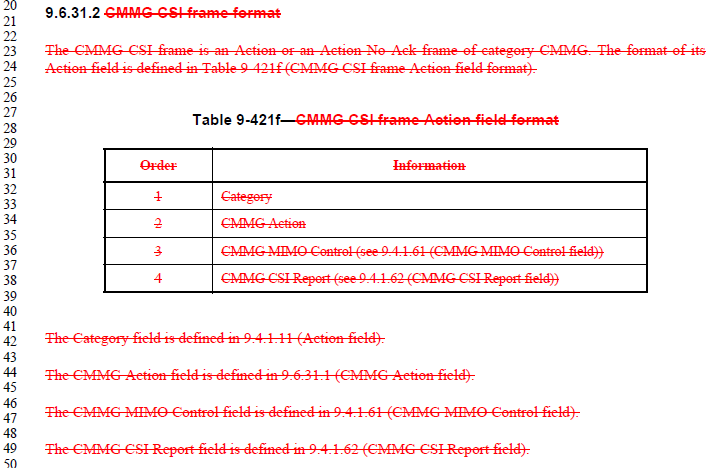 20
21 9.6.31.2 CMMG CSI frame format
22
23 The CMMG CSI frame is an Action or an Action No Ack frame of category CMMG. The format of its
24 Action field is defined in Table 9-421f (CMMG CSI frame Action field format).
25
26
27
28 Table 9-421f—CMMG CSI frame Action field format
29
30 Order Information
31
32 1 Category
33
34 2 CMMG Action
35
36 3 CMMG MIMO Control (see 9.4.1.61 (CMMG MIMO Control field))
37
38 4 CMMG CSI Report (see 9.4.1.62 (CMMG CSI Report field))
39
40
41
42 The Category field is defined in 9.4.1.11 (Action field).
43
44 The CMMG Action field is defined in 9.6.31.1 (CMMG Action field).
45
46
47 The CMMG MIMO Control field is defined in 9.4.1.61 (CMMG MIMO Control field).
48
49 The CMMG CSI Report field is defined in 9.4.1.62 (CMMG CSI Report field).
50